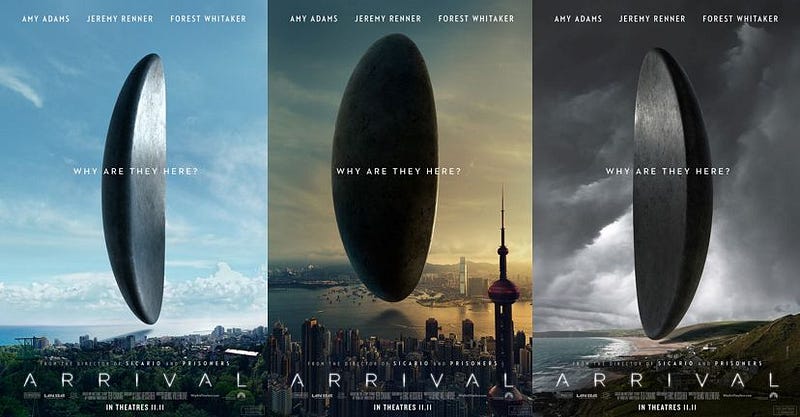 AMY ADAMS JEREMY RENNER FOREST WHITAKER
WHY ARE THEY HERE?
FROM THE DIRECTOR OF SICARIO AND PRISONERS
ARRIVAL
IN THEATRES 11.11
AMY ADAMS JEREMY RENNER FOREST WHITAKER
WHY ARE THEY HERE?
FROM THE DIRECTOR OF SICARIO AND PRISONERS
ARRIVAL
IN THEATRES 11.11
AMY ADAMS JEREMY RENNER FOREST WHITAKER
WHY ARE THEY HERE?
FROM THE DIRECTOR OF SICARIO AND PRISONERS
ARRIVAL
IN THEATRES 11.11